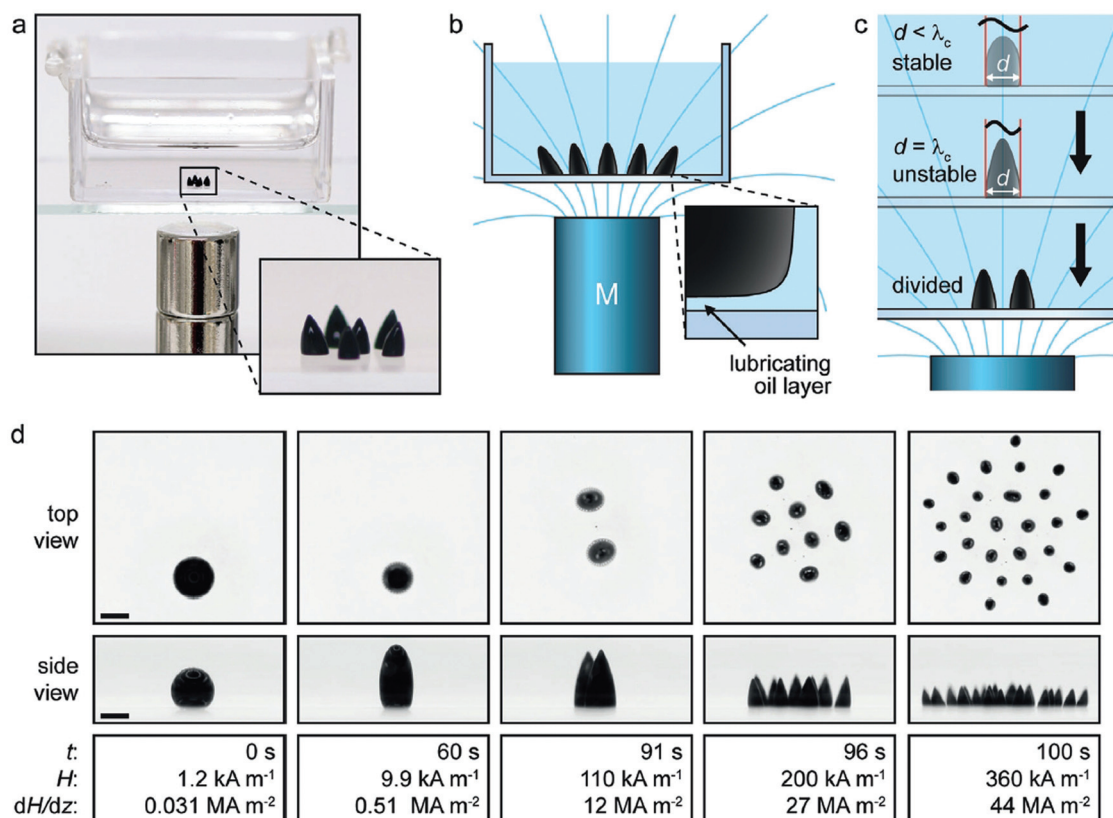 a
b
M
lubricating
oil layer
c
d < λc
stable
d
d = λc
unstable
d
divided
d
top
view
side
view
t:
H:
dH/dz:
0 s
1.2 kA m⁻¹
0.031 MA m⁻²
60 s
9.9 kA m⁻¹
0.51 MA m⁻²
91 s
110 kA m⁻¹
12 MA m⁻²
96 s
200 kA m⁻¹
27 MA m⁻²
100 s
360 kA m⁻¹
44 MA m⁻²